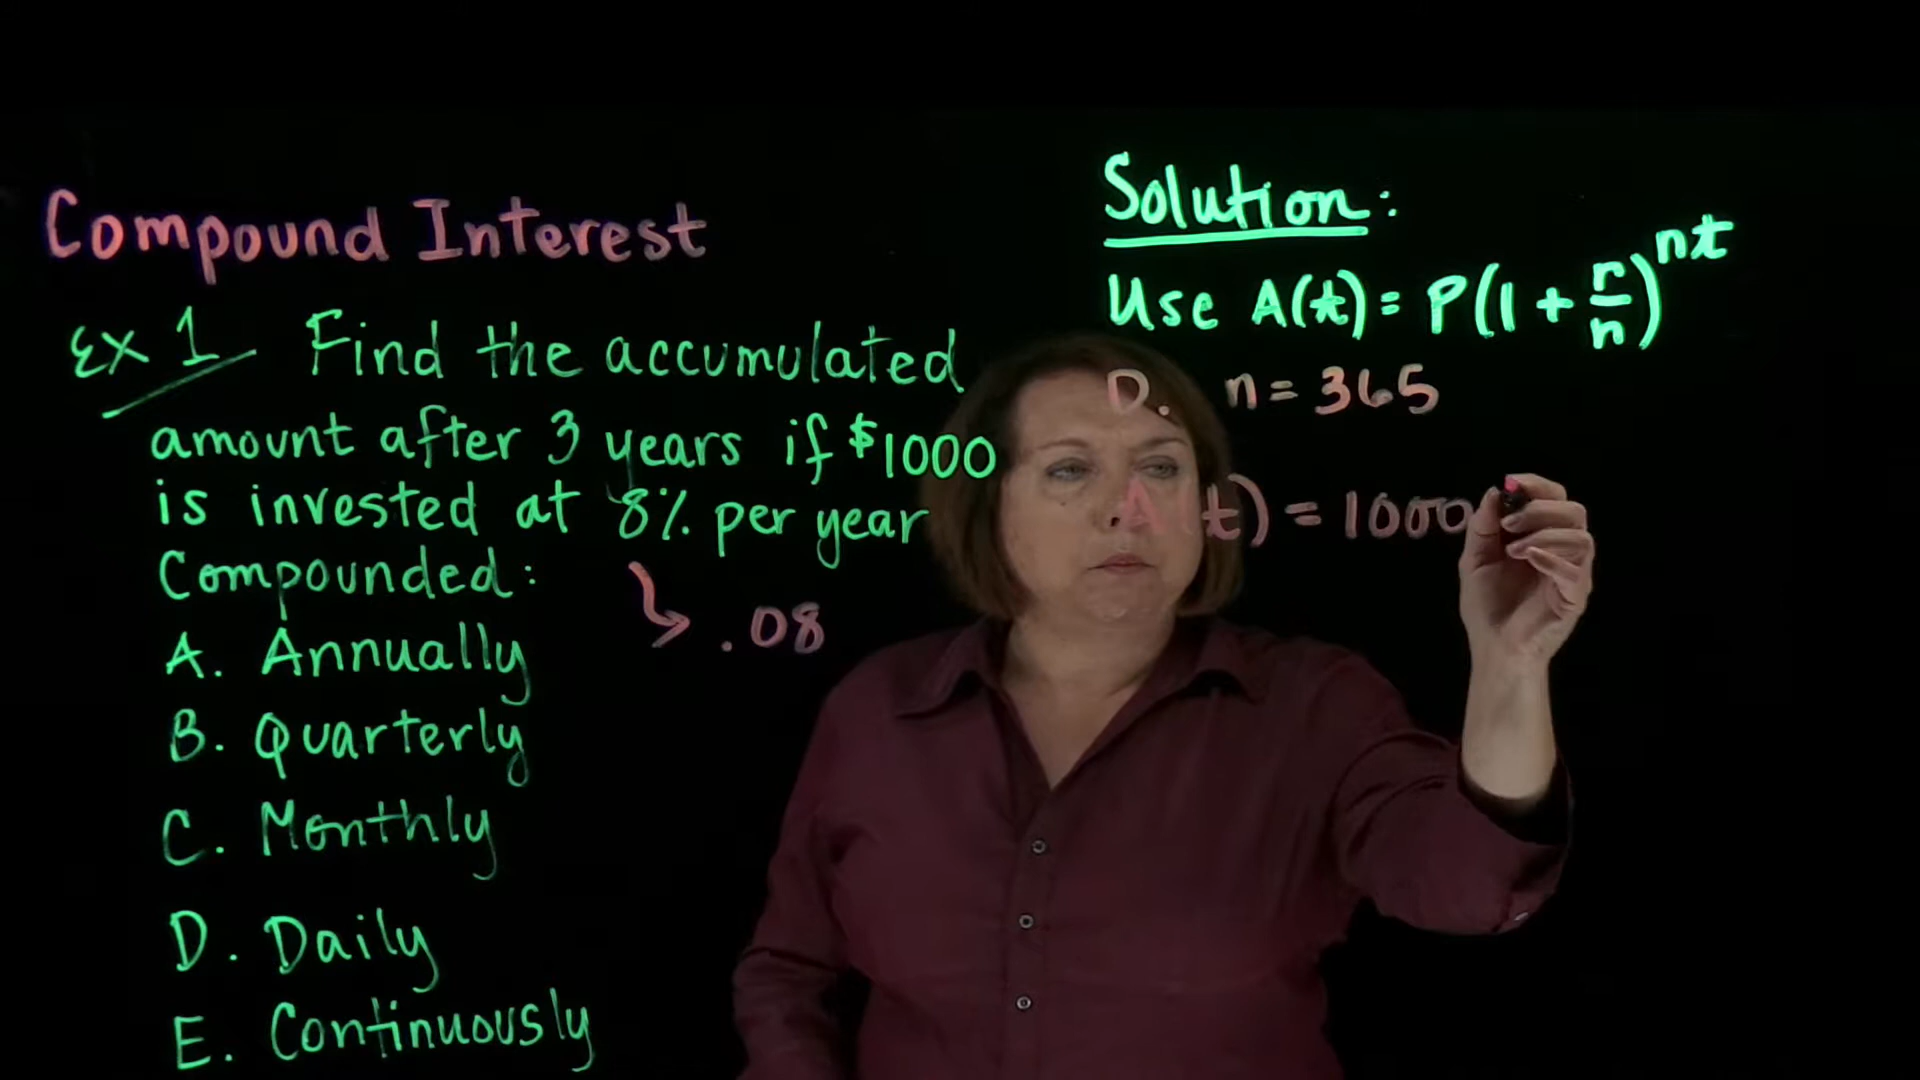 Compound Interest
Ex 1 Find the accumulated
amount after 3 years if $1000
is invested at 8% per year
Compounded:
.08
A. Annually
B. Quarterly
C. Monthly
D. Daily
E. Continuously
Solution:
Use A(t) = P(1 + r/n)^nt
D. n = 365
A(t) = 1000